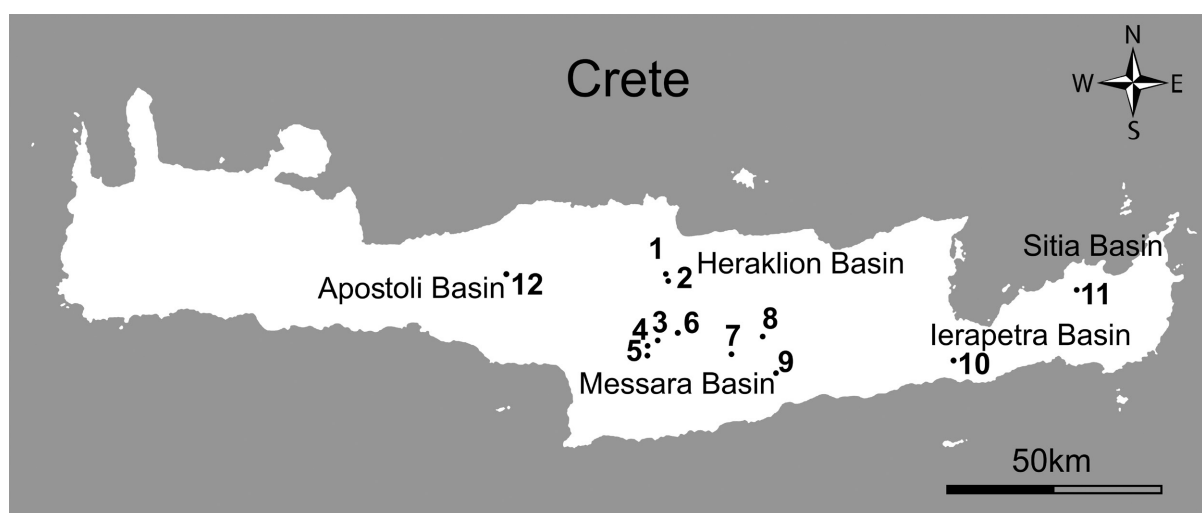 N
Crete
W E
S
Sitia Basin
1
Heraklion Basin
2
Apostoli Basin
12
11
8
3
6
4
7
Ierapetra Basin
5
9
10
Messara Basin
50km